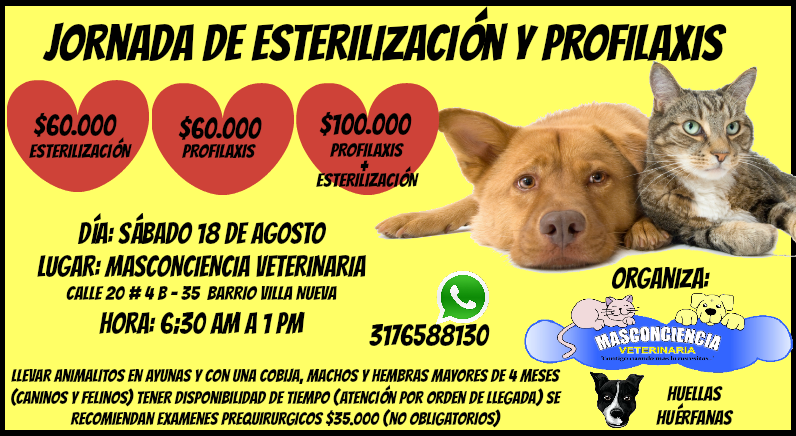 JORNADA DE ESTERILIZACIÓN Y PROFILAXIS
$60.000
ESTERILIZACIÓN
$60.000
PROFILAXIS
$100.000
PROFILAXIS
+
ESTERILIZACIÓN
DÍA: SÁBADO 18 DE AGOSTO
LUGAR: MASCONCIENCIA VETERINARIA
CALLE 20 # 4 B - 35 BARRIO VILLA NUEVA
HORA: 6:30 AM A 1 PM
3176588130
ORGANIZA:
MASCONCIENCIA
VETERINARIA
HUELLAS
HUÉRFANAS
LLEVAR ANIMALITOS EN AYUNAS Y CON UNA COBIJA, MACHOS Y HEMBRAS MAYORES DE 4 MESES
(CANINOS Y FELINOS) TENER DISPONIBILIDAD DE TIEMPO (ATENCIÓN POR ORDEN DE LLEGADA) SE
RECOMIENDAN EXAMENES PREQUIRURGICOS $35.000 (NO OBLIGATORIOS)